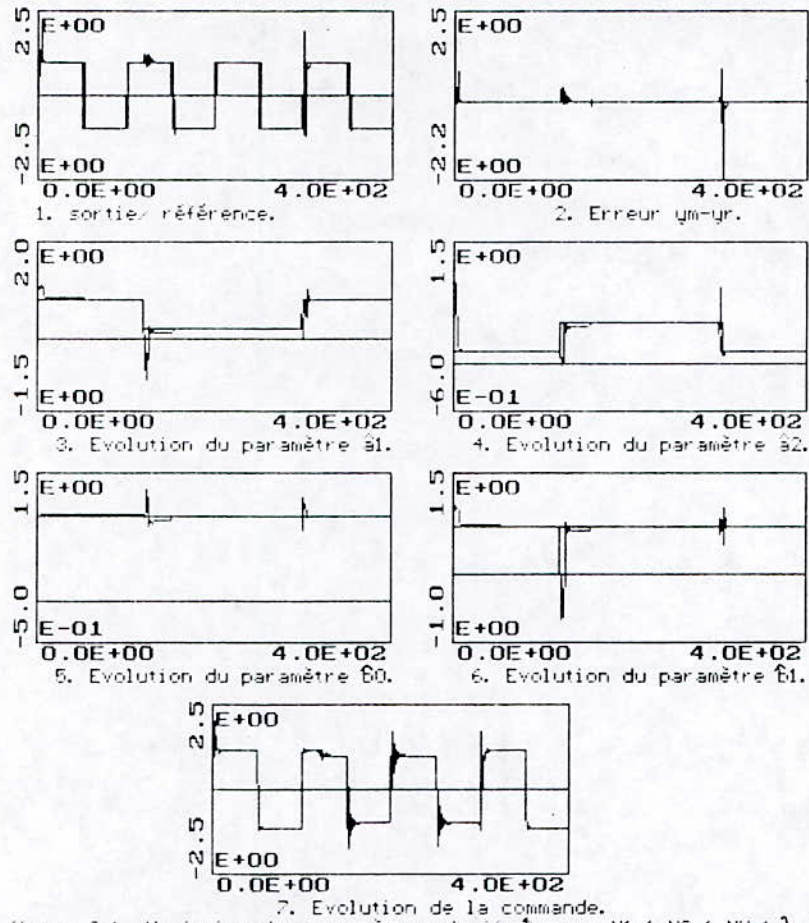 2.5 E+00
-2.5 E+00
0.0E+00 4.0E+02
1. sortie/ référence.
2.5 E+00
-2.2 E+00
0.0E+00 4.0E+02
2. Erreur ym-yr.
2.0 E+00
-1.5 E+00
0.0E+00 4.0E+02
3. Evolution du paramètre â1.
1.5 E+00
-6.0 E-01
0.0E+00 4.0E+02
4. Evolution du paramètre â2.
1.5 E+00
-5.0 E-01
0.0E+00 4.0E+02
5. Evolution du paramètre b̂0.
1.5 E+00
-1.0 E+00
0.0E+00 4.0E+02
6. Evolution du paramètre b̂1.
2.5 E+00
-2.5 E+00
0.0E+00 4.0E+02
7. Evolution de la commande.